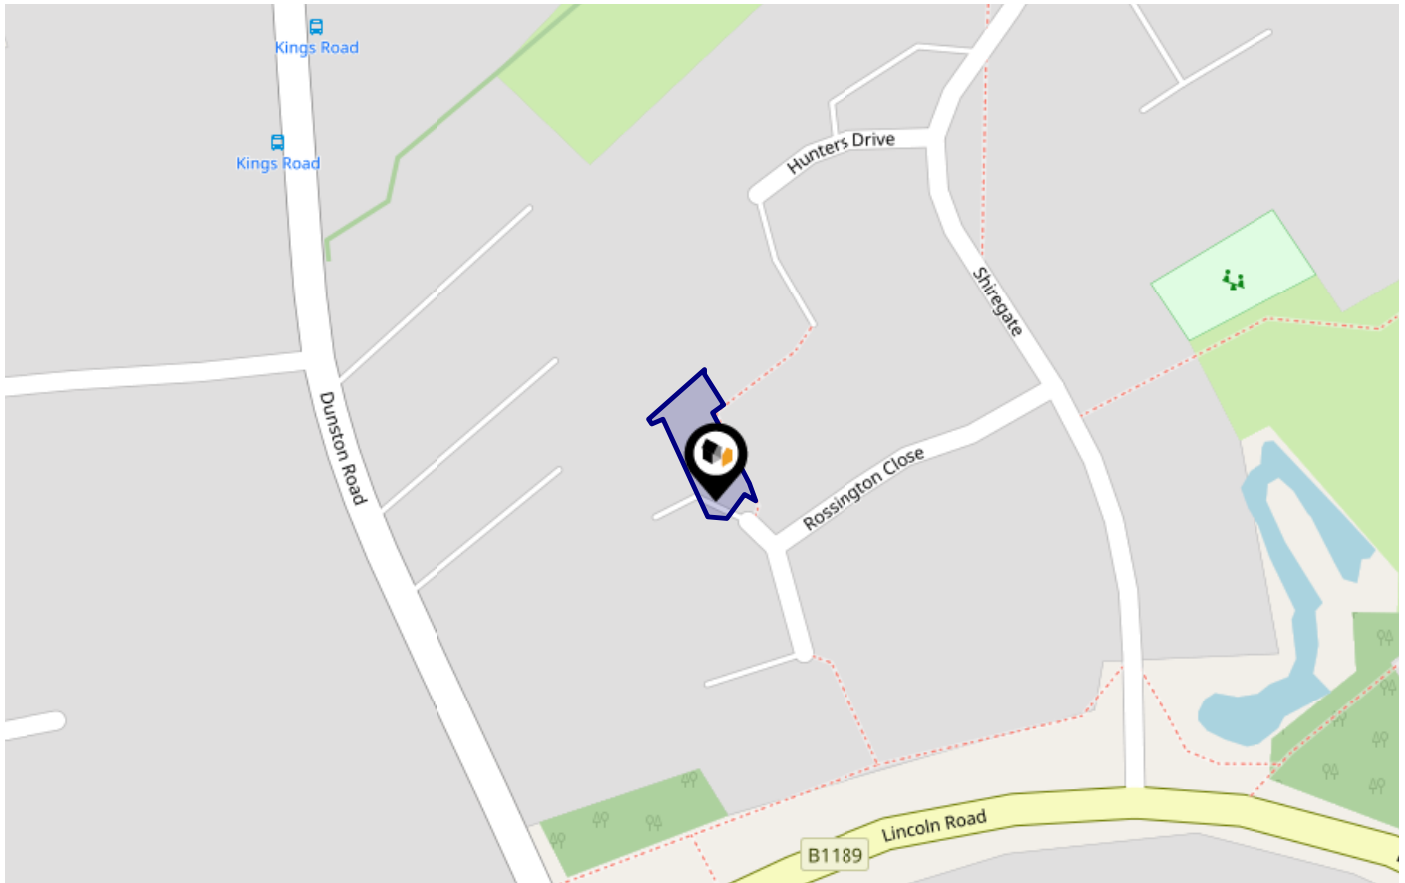 Kings Road
Kings Road
Hunters Drive
Shiregate
Dunston Road
Rossington Close
Lincoln Road
B1189